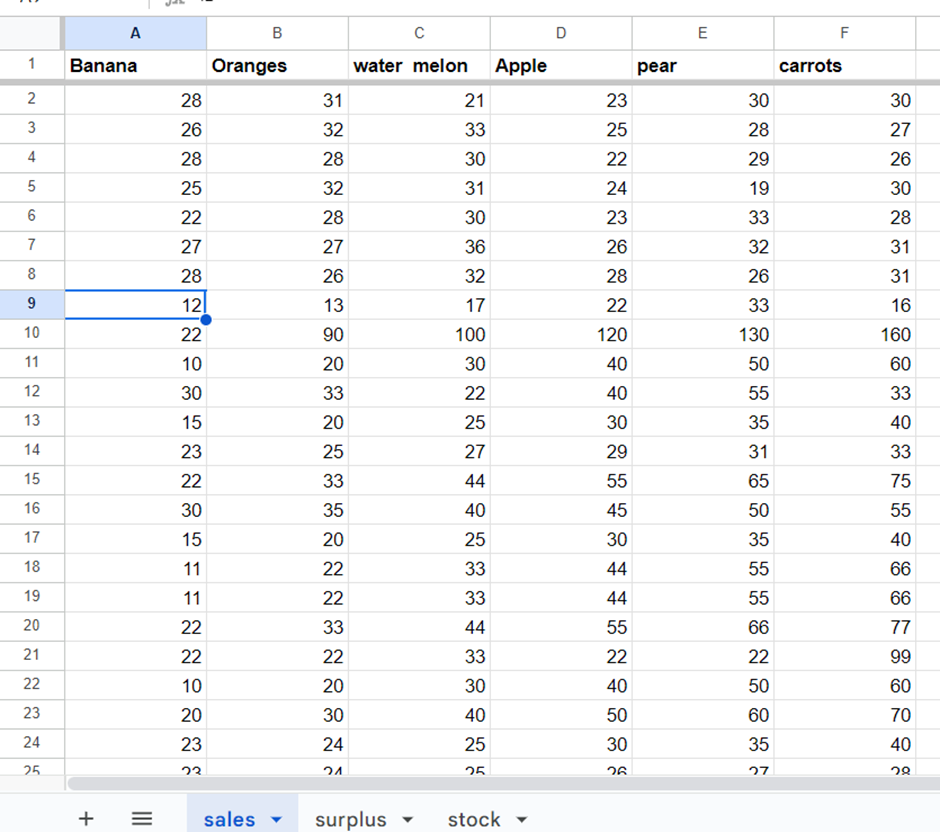 A B C D E F
1 Banana Oranges water melon Apple pear carrots
2 28 31 21 23 30 30
3 26 32 33 25 28 27
4 28 28 30 22 29 26
5 25 32 31 24 19 30
6 22 28 30 23 33 28
7 27 27 36 26 32 31
8 28 26 32 28 26 31
9 12 13 17 22 33 16
10 22 90 100 120 130 160
11 10 20 30 40 50 60
12 30 33 22 40 55 33
13 15 20 25 30 35 40
14 23 25 27 29 31 33
15 22 33 44 55 65 75
16 30 35 40 45 50 55
17 15 20 25 30 35 40
18 11 22 33 44 55 66
19 11 22 33 44 55 66
20 22 33 44 55 66 77
21 22 22 33 22 22 99
22 10 20 30 40 50 60
23 20 30 40 50 60 70
24 23 24 25 30 35 40
25 23 24 25 26 27 28
+ sales surplus stock